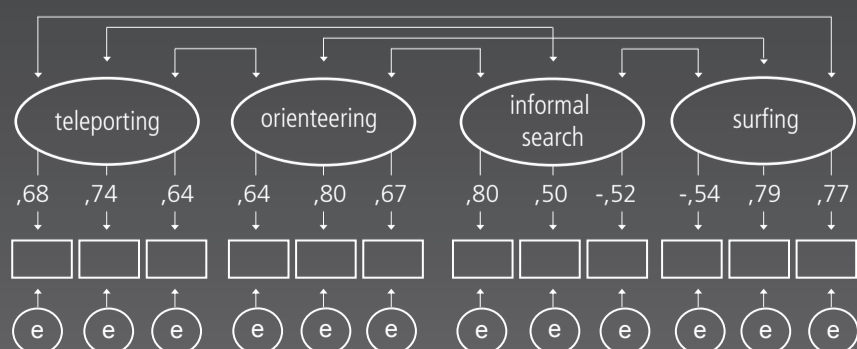 teleporting
orienteering
informal
search
surfing
,68 ,74 ,64 ,64 ,80 ,67 ,80 ,50 -,52 -,54 ,79 ,77
e e e e e e e e e e e e